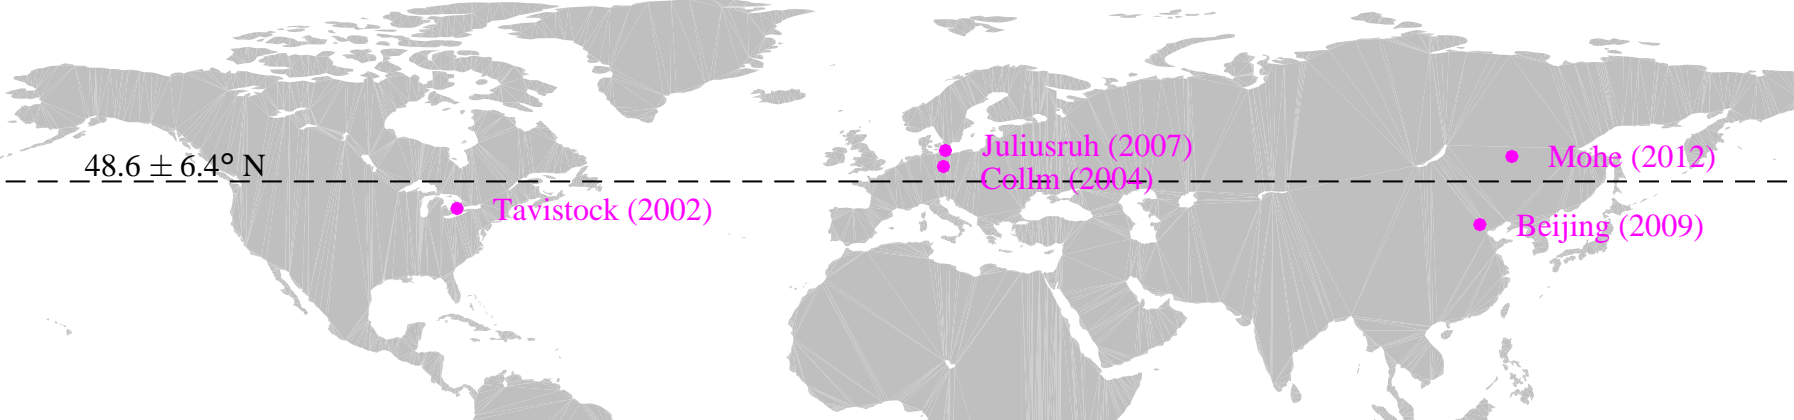 Juliusruh (2007)
Mohe (2012)
48.6 ± 6.4° N
Collm (2004)
Tavistock (2002)
Beijing (2009)